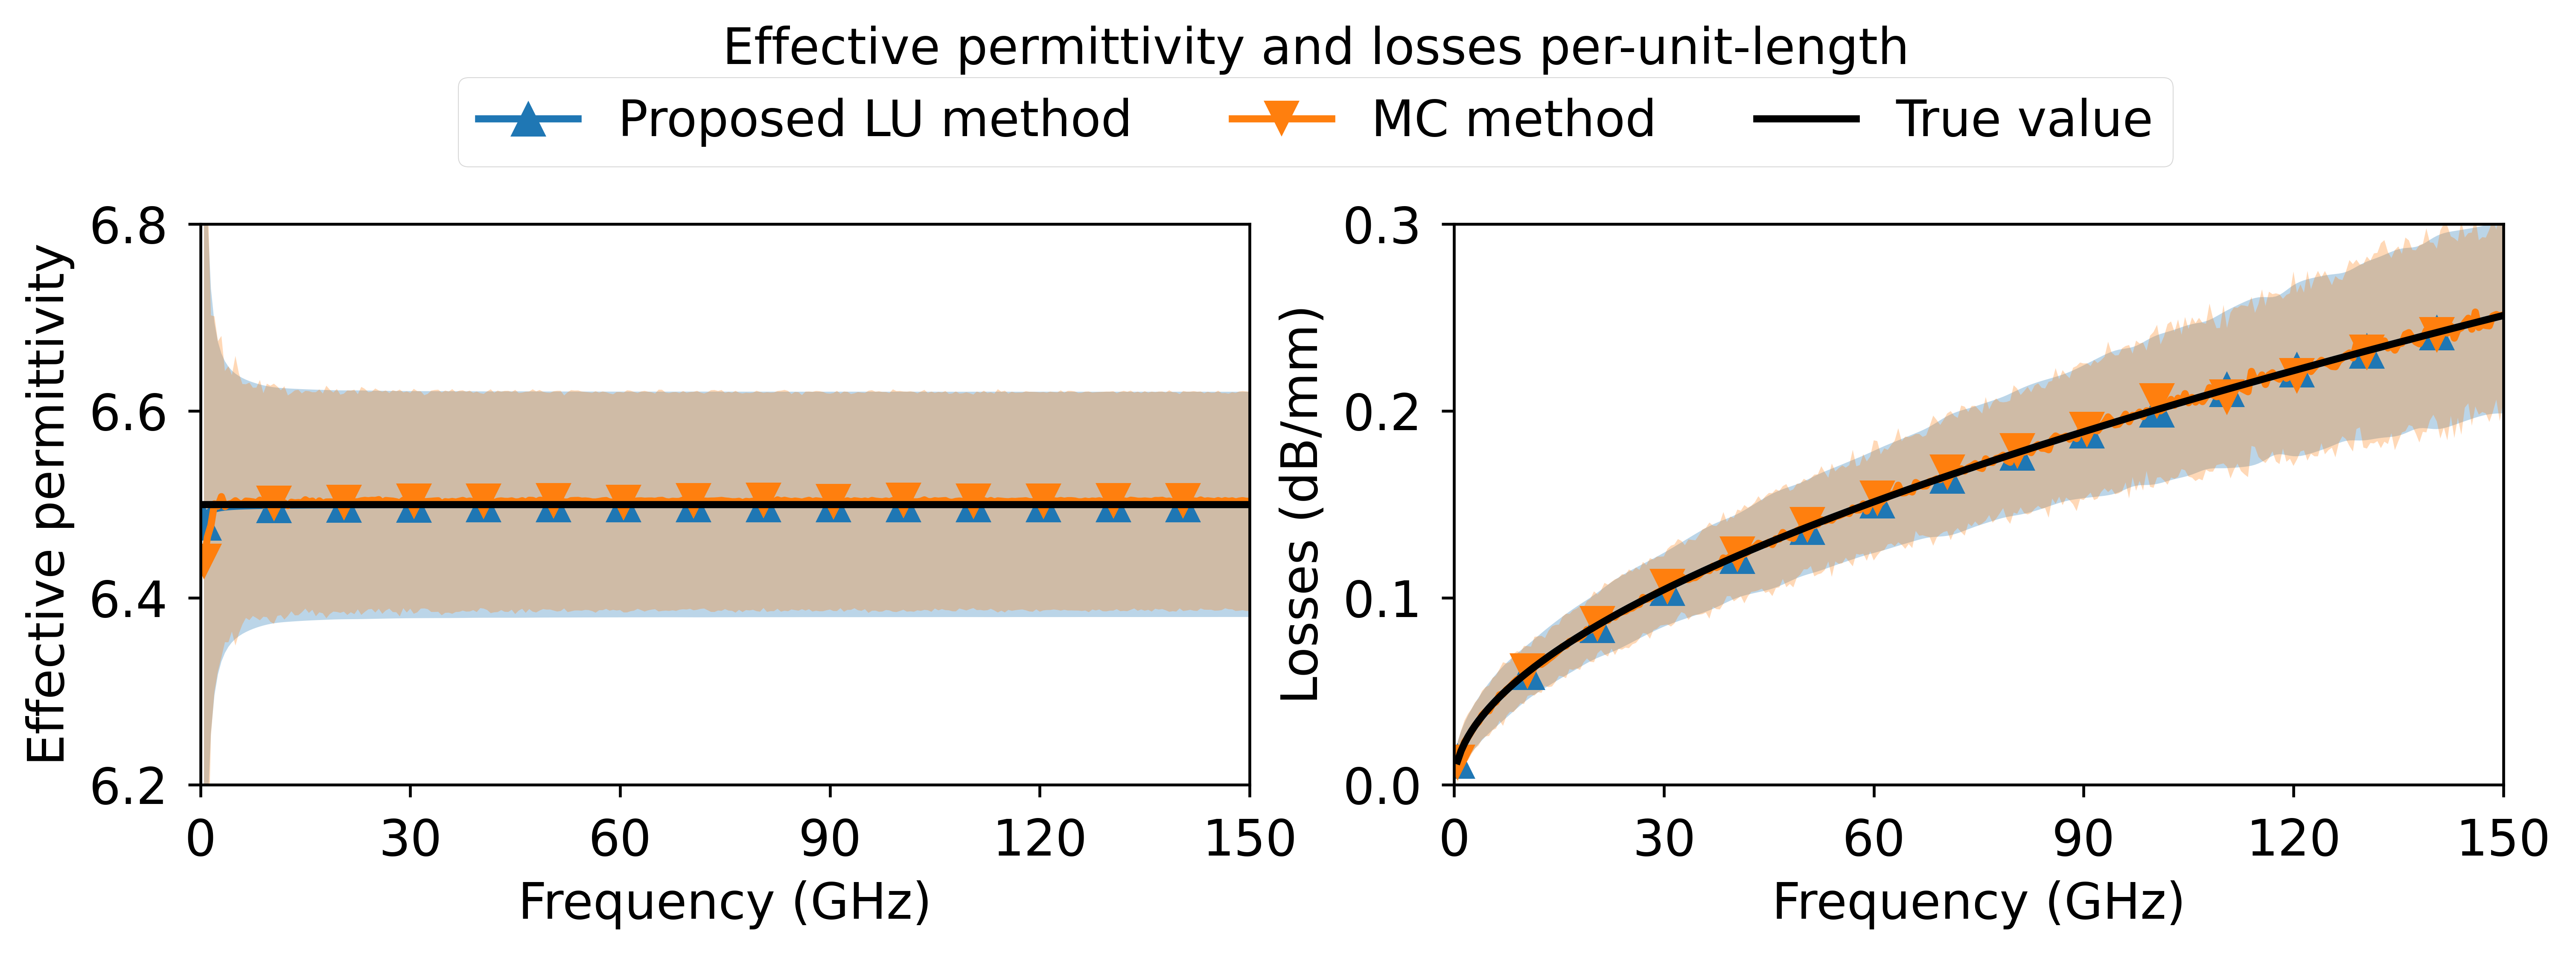 Effective permittivity and losses per-unit-length
Proposed LU method MC method True value
Effective permittivity
6.8
6.6
6.4
6.2
0 30 60 90 120 150
Frequency (GHz)
Losses (dB/mm)
0.3
0.2
0.1
0.0
0 30 60 90 120 150
Frequency (GHz)